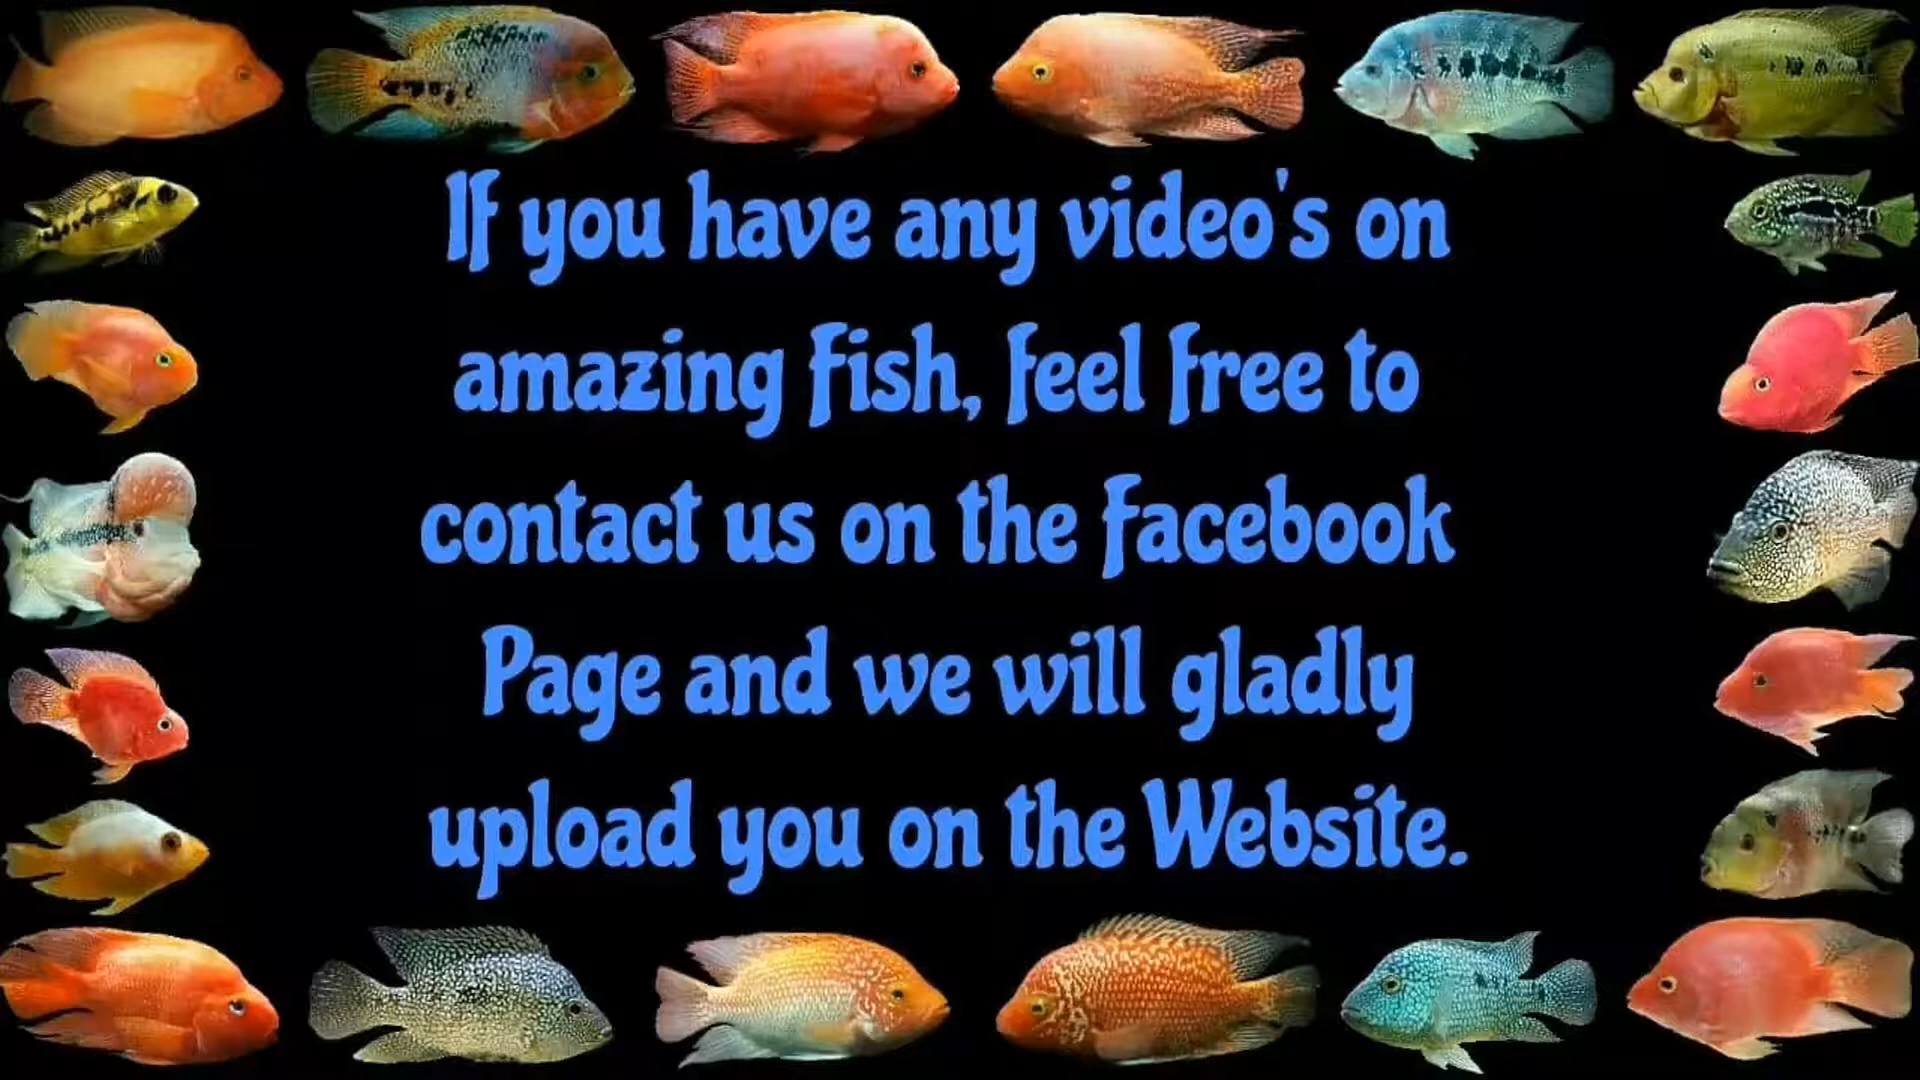 If you have any video's on
amazing fish, feel free to
contact us on the facebook
Page and we will gladly
upload you on the Website.